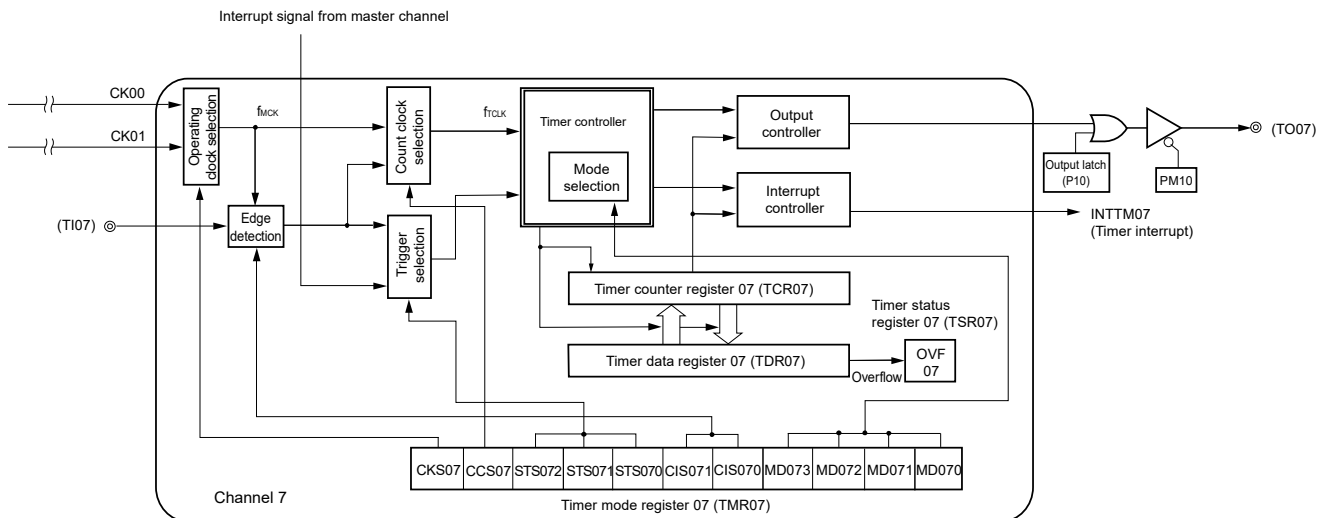 Interrupt signal from master channel
CK00
CK01
Operating
clock selection
fMCK
Count clock
selection
fTCLK
Timer controller
Mode
selection
Output
controller
Interrupt
controller
Output latch
(P10)
PM10
(TO07)
INTTM07
(Timer interrupt)
(TI07)
Edge
detection
Trigger
selection
Timer counter register 07 (TCR07)
Timer status
register 07 (TSR07)
Timer data register 07 (TDR07)
Overflow
OVF
07
CKS07 CCS07 STS072 STS071 STS070 CIS071 CIS070 MD073 MD072 MD071 MD070
Channel 7
Timer mode register 07 (TMR07)